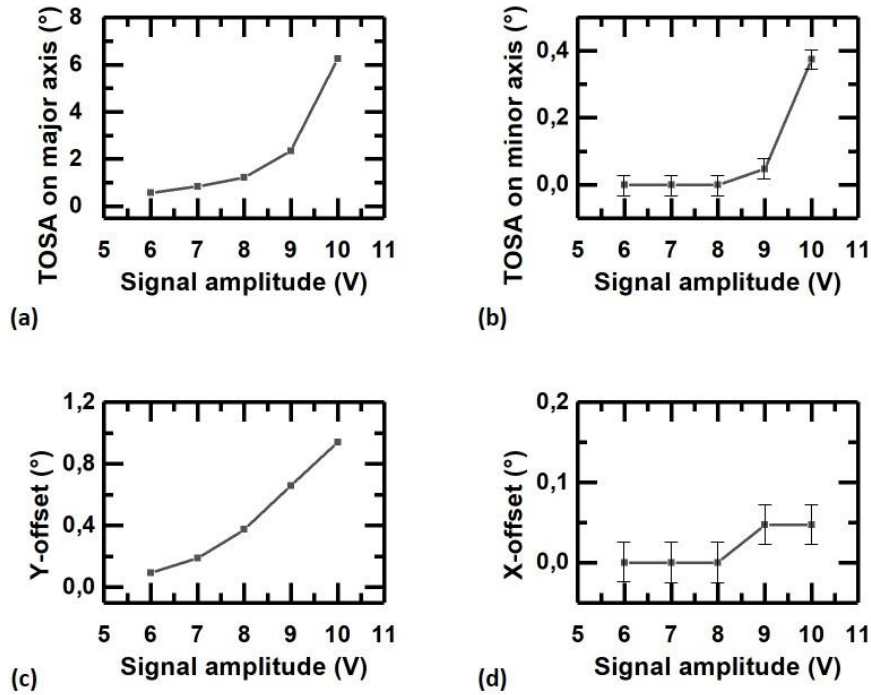 TOSA on major axis (°)
8
6
4
2
0
5 6 7 8 9 10 11
Signal amplitude (V)
(a)
TOSA on minor axis (°)
0,4
0,2
0,0
5 6 7 8 9 10 11
Signal amplitude (V)
(b)
Y-offset (°)
1,2
0,8
0,4
0,0
5 6 7 8 9 10 11
Signal amplitude (V)
(c)
X-offset (°)
0,2
0,1
0,0
5 6 7 8 9 10 11
Signal amplitude (V)
(d)